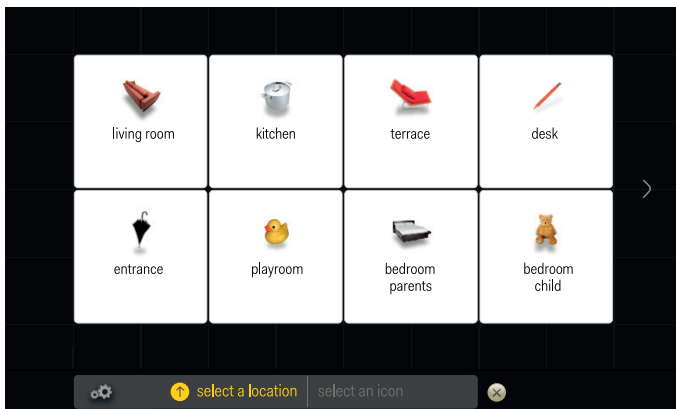 living room
kitchen
terrace
desk
entrance
playroom
bedroom
parents
bedroom
child
select a location
select an icon